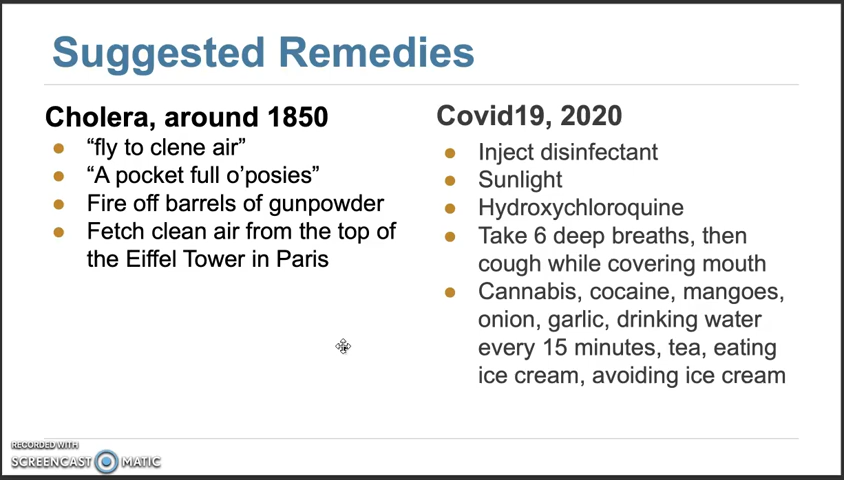 Suggested Remedies
Cholera, around 1850
“fly to clene air”
“A pocket full o’posies”
Fire off barrels of gunpowder
Fetch clean air from the top of
the Eiffel Tower in Paris
Covid19, 2020
Inject disinfectant
Sunlight
Hydroxychloroquine
Take 6 deep breaths, then
cough while covering mouth
Cannabis, cocaine, mangoes,
onion, garlic, drinking water
every 15 minutes, tea, eating
ice cream, avoiding ice cream
RECORDED WITH
SCREENCAST MATIC